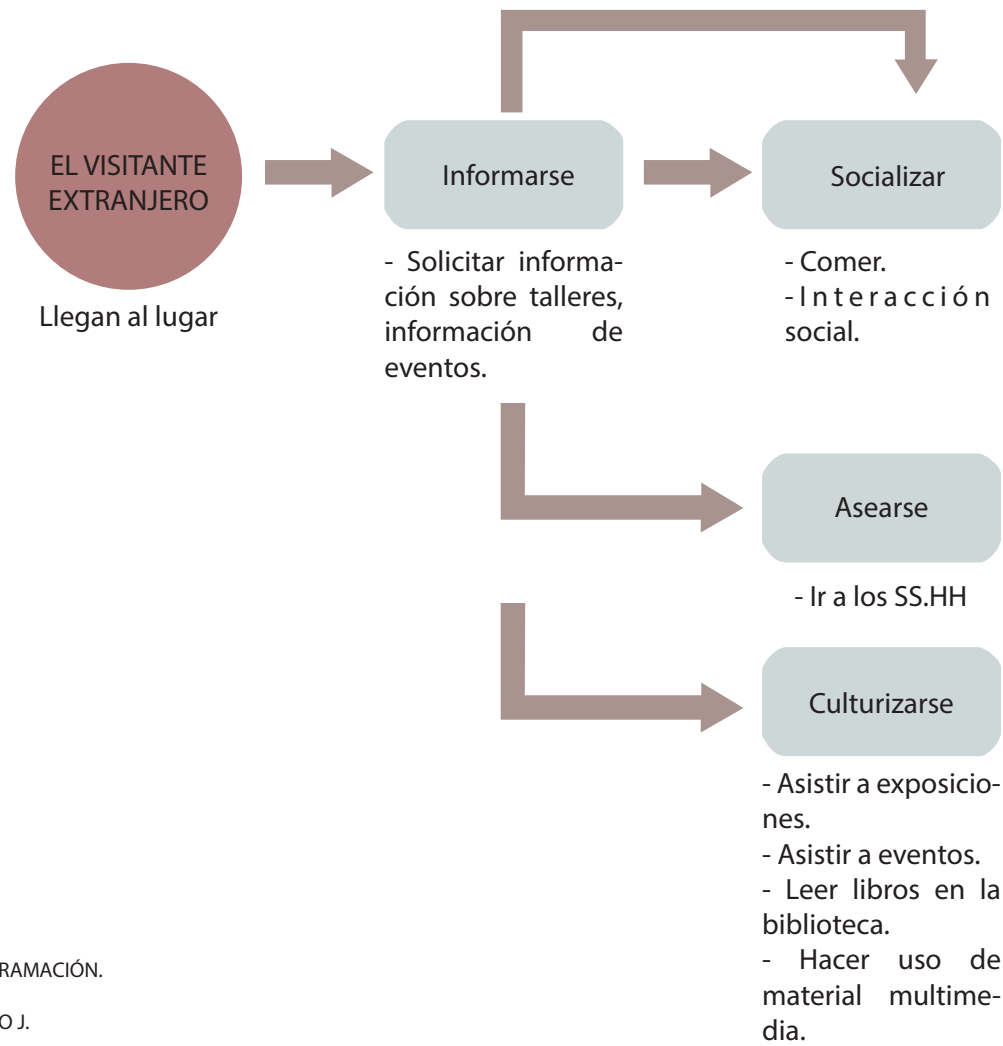 EL VISITANTE
EXTRANJERO
Llegan al lugar
Informarse
- Solicitar informa-
ción sobre talleres,
información de
eventos.
Socializar
- Comer.
- Interacción
social.
Asearse
- Ir a los SS.HH
Culturizarse
- Asistir a exposicio-
nes.
- Asistir a eventos.
- Leer libros en la
biblioteca.
- Hacer uso de
material multime-
dia.
RAMACIÓN.
O J.